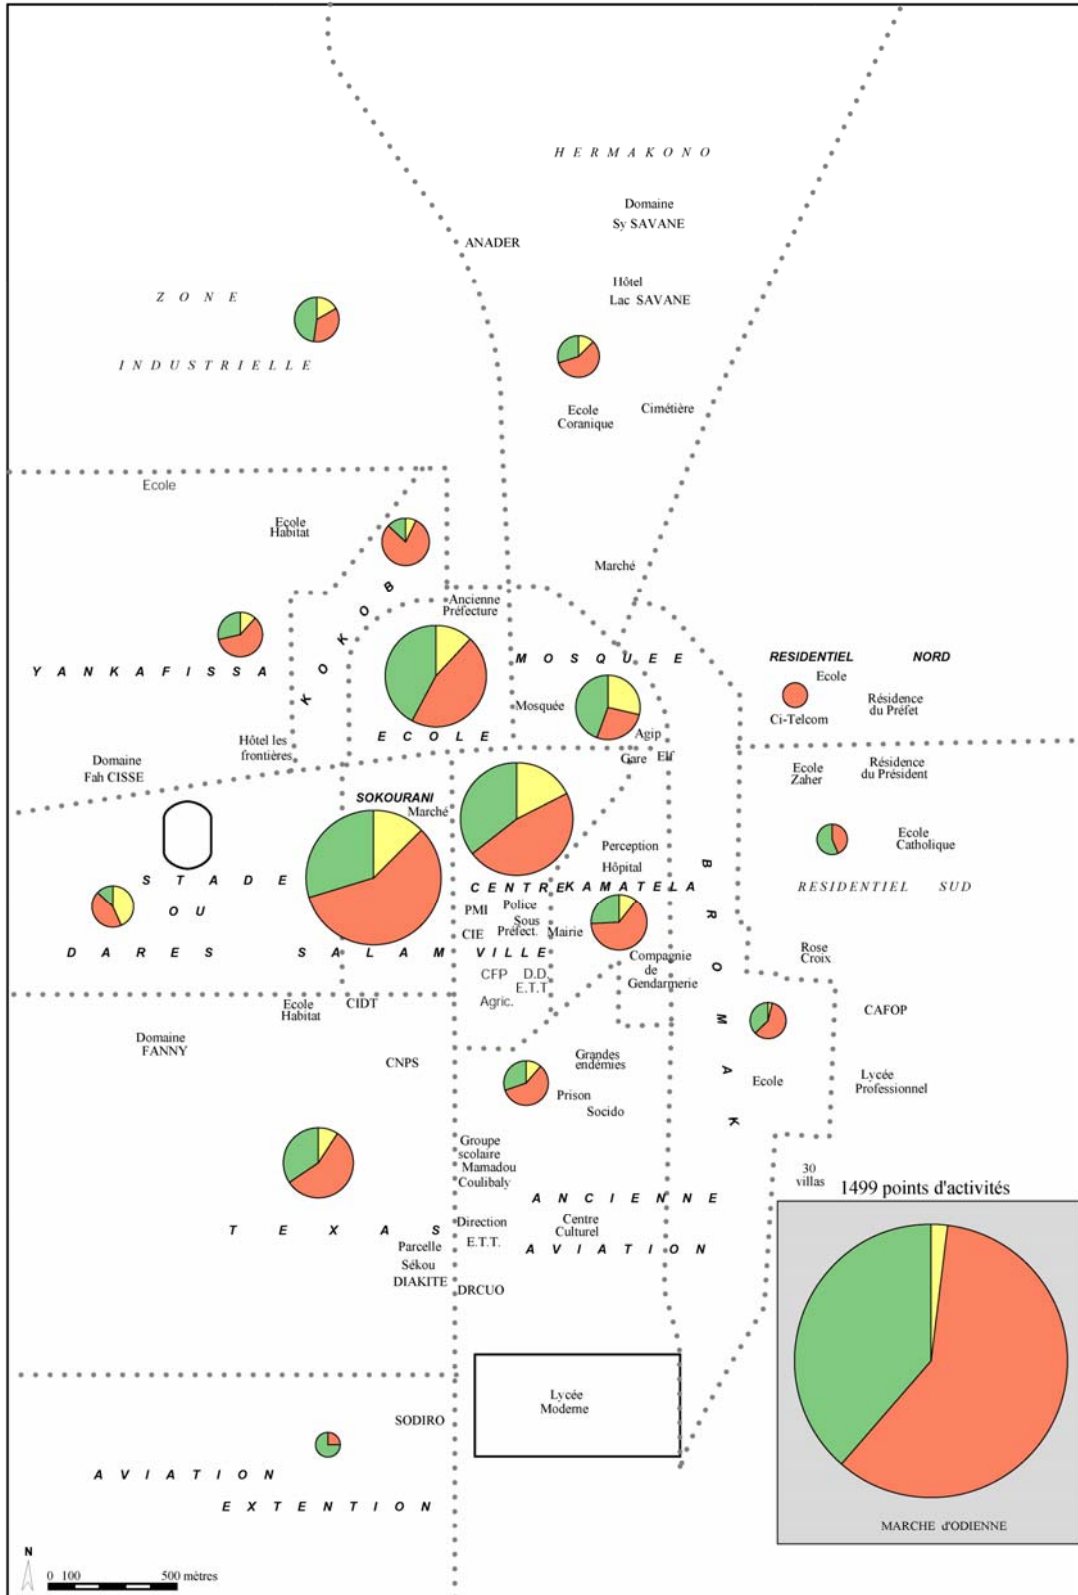 H E R M A K O N O
Domaine
Sy SAVANE
ANADER
Hôtel
Lac SAVANE
Z O N E
I N D U S T R I E L L E
Ecole
Coranique
Cimétière
Ecole
Ecole
Habitat
Marché
K O K O B
Ancienne
Préfecture
Y A N K A F I S S A
M O S Q U E E
Mosquée
Agip
Gare
Elf
E C O L E
RESIDENTIEL NORD
Ecole
Ci-Telcom
Résidence
du Préfet
Hôtel les
frontières
Domaine
Fah CISSE
Ecole
Zaher
Résidence
du Président
Ecole
Catholique
RESIDENTIEL SUD
SOKOURANI
Marché
S T A D E
O U
D A R E S S A L A M
C E N T R E
V I L L E
PMI
Police
Sous
Préfect.
CIE
Mairie
CFP D.D.
E.T.T
Agric.
Perception
Hôpital
K A M A T E L A
Compagnie
de
Gendarmerie
B R O M A K
Rose
Croix
CAFOP
Ecole
Lycée
Professionnel
Ecole
Habitat
CIDT
Domaine
FANNY
CNPS
Grandes
endémies
Prison
Socido
Groupe
scolaire
Mamadou
Coulibaly
A N C I E N N E
A V I A T I O N
Centre
Culturel
Direction
E.T.T.
T E X A S
Parcelle
Sékou
DIAKITE
DRCUO
30
villas
1499 points d'activités
MARCHE d'ODIENNE
Lycée
Moderne
SODIRO
A V I A T I O N
E X T E N T I O N
N
0 100 500 mètres